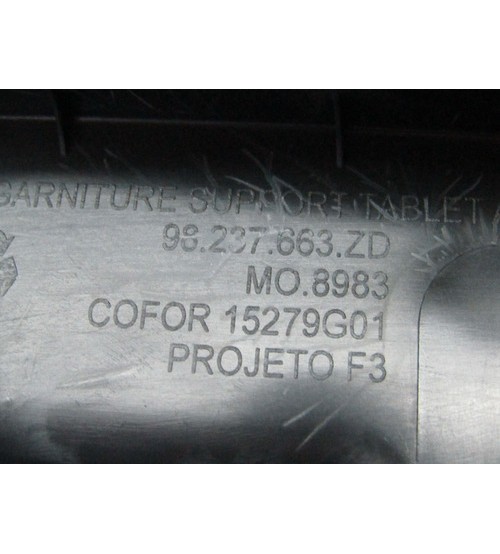 GARNITURE SUPPORT TABLET
98.237.663.ZD
MO.8983
COFOR 15279G01
PROJETO F3